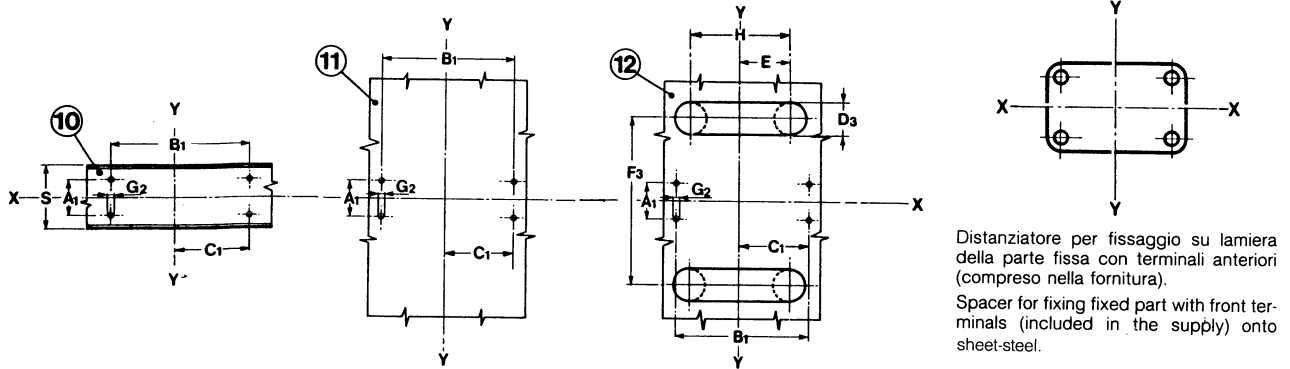 10
Y
B1
X
S
A1
G2
C1
Y
11
Y
B1
A1
G2
C1
Y
12
Y
H
E
D3
F3
A1
G2
C1
X
B1
Y
Y
X
X
Y
Distanziatore per fissaggio su lamiera
della parte fissa con terminali anteriori
(compreso nella fornitura).
Spacer for fixing fixed part with front ter-
minals (included in the supply) onto
sheet-steel.